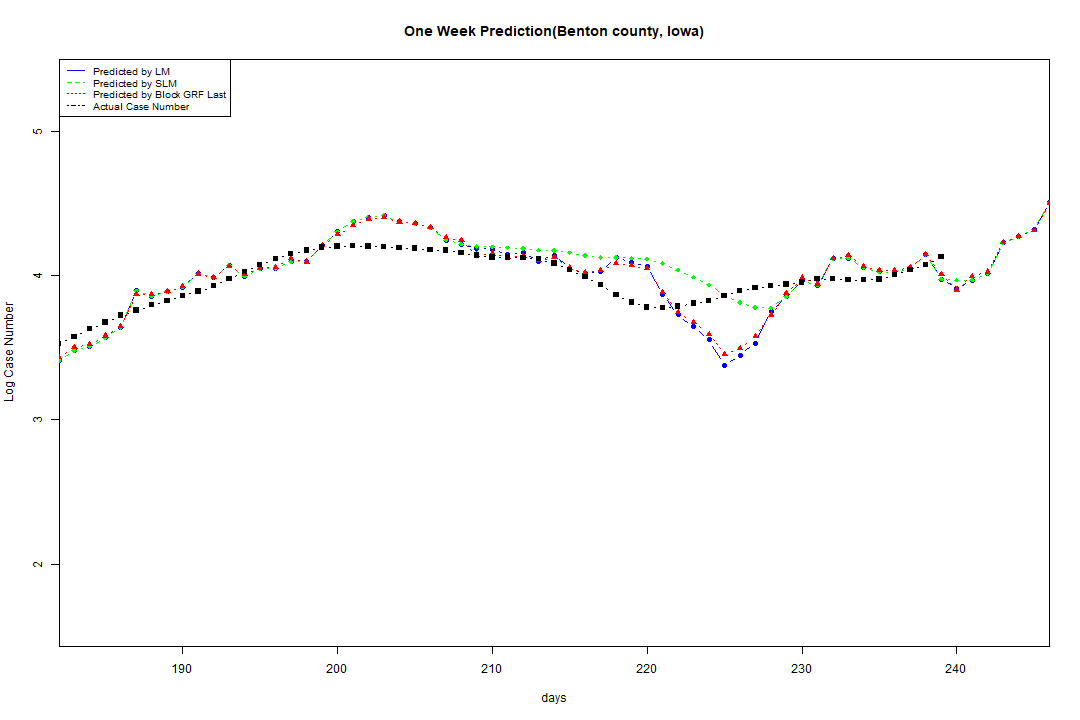 One Week Prediction(Benton county, Iowa)
Predicted by LM
Predicted by SLM
Predicted by Block GRF Last
Actual Case Number
5
4
3
2
Log Case Number
190 200 210 220 230 240
days